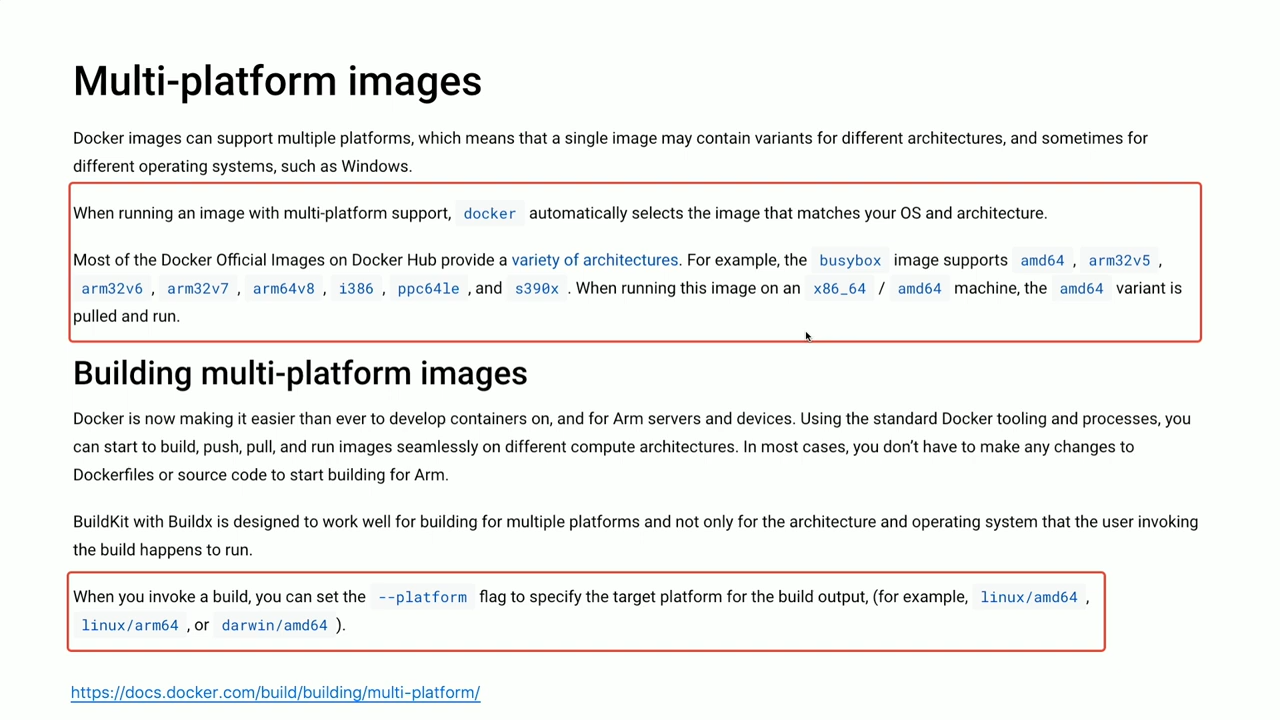 Multi-platform images
Docker images can support multiple platforms, which means that a single image may contain variants for different architectures, and sometimes for
different operating systems, such as Windows.
When running an image with multi-platform support, docker automatically selects the image that matches your OS and architecture.
Most of the Docker Official Images on Docker Hub provide a variety of architectures. For example, the busybox image supports amd64 , arm32v5 ,
arm32v6 , arm32v7 , arm64v8 , i386 , ppc64le , and s390x . When running this image on an x86_64 / amd64 machine, the amd64 variant is
pulled and run.
Building multi-platform images
Docker is now making it easier than ever to develop containers on, and for Arm servers and devices. Using the standard Docker tooling and processes, you
can start to build, push, pull, and run images seamlessly on different compute architectures. In most cases, you don’t have to make any changes to
Dockerfiles or source code to start building for Arm.
BuildKit with Buildx is designed to work well for building for multiple platforms and not only for the architecture and operating system that the user invoking
the build happens to run.
When you invoke a build, you can set the --platform flag to specify the target platform for the build output, (for example, linux/amd64 ,
linux/arm64 , or darwin/amd64 ).
https://docs.docker.com/build/building/multi-platform/